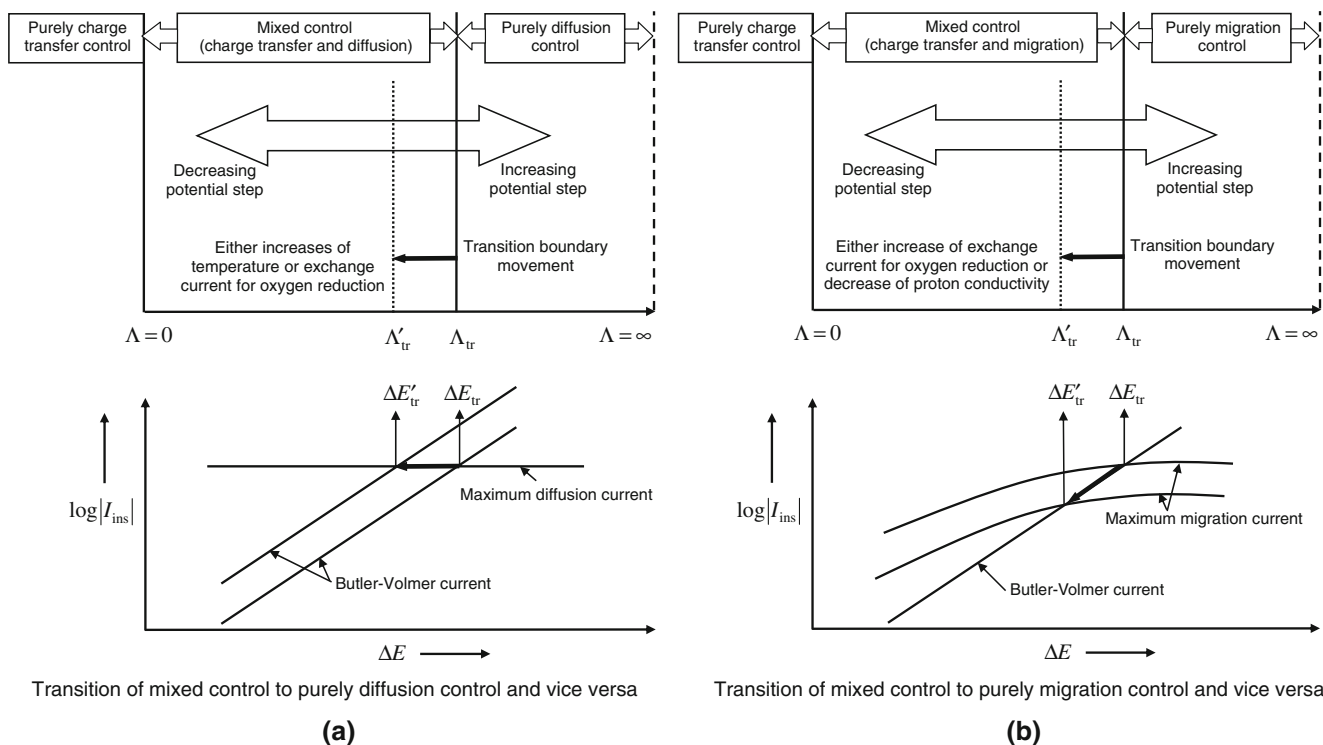 Purely charge
transfer control
Mixed control
(charge transfer and diffusion)
Purely diffusion
control
Decreasing
potential step
Increasing
potential step
Either increases of
temperature or exchange
current for oxygen reduction
Transition boundary
movement
Λ = 0
Λ′tr
Λtr
Λ = ∞
ΔE′tr
ΔEtr
log|Iins|
Maximum diffusion current
Butler-Volmer current
ΔE
Transition of mixed control to purely diffusion control and vice versa
(a)
Purely charge
transfer control
Mixed control
(charge transfer and migration)
Purely migration
control
Decreasing
potential step
Increasing
potential step
Either increase of exchange
current for oxygen reduction or
decrease of proton conductivity
Transition boundary
movement
Λ = 0
Λ′tr
Λtr
Λ = ∞
ΔE′tr
ΔEtr
log|Iins|
Maximum migration current
Butler-Volmer current
ΔE
Transition of mixed control to purely migration control and vice versa
(b)